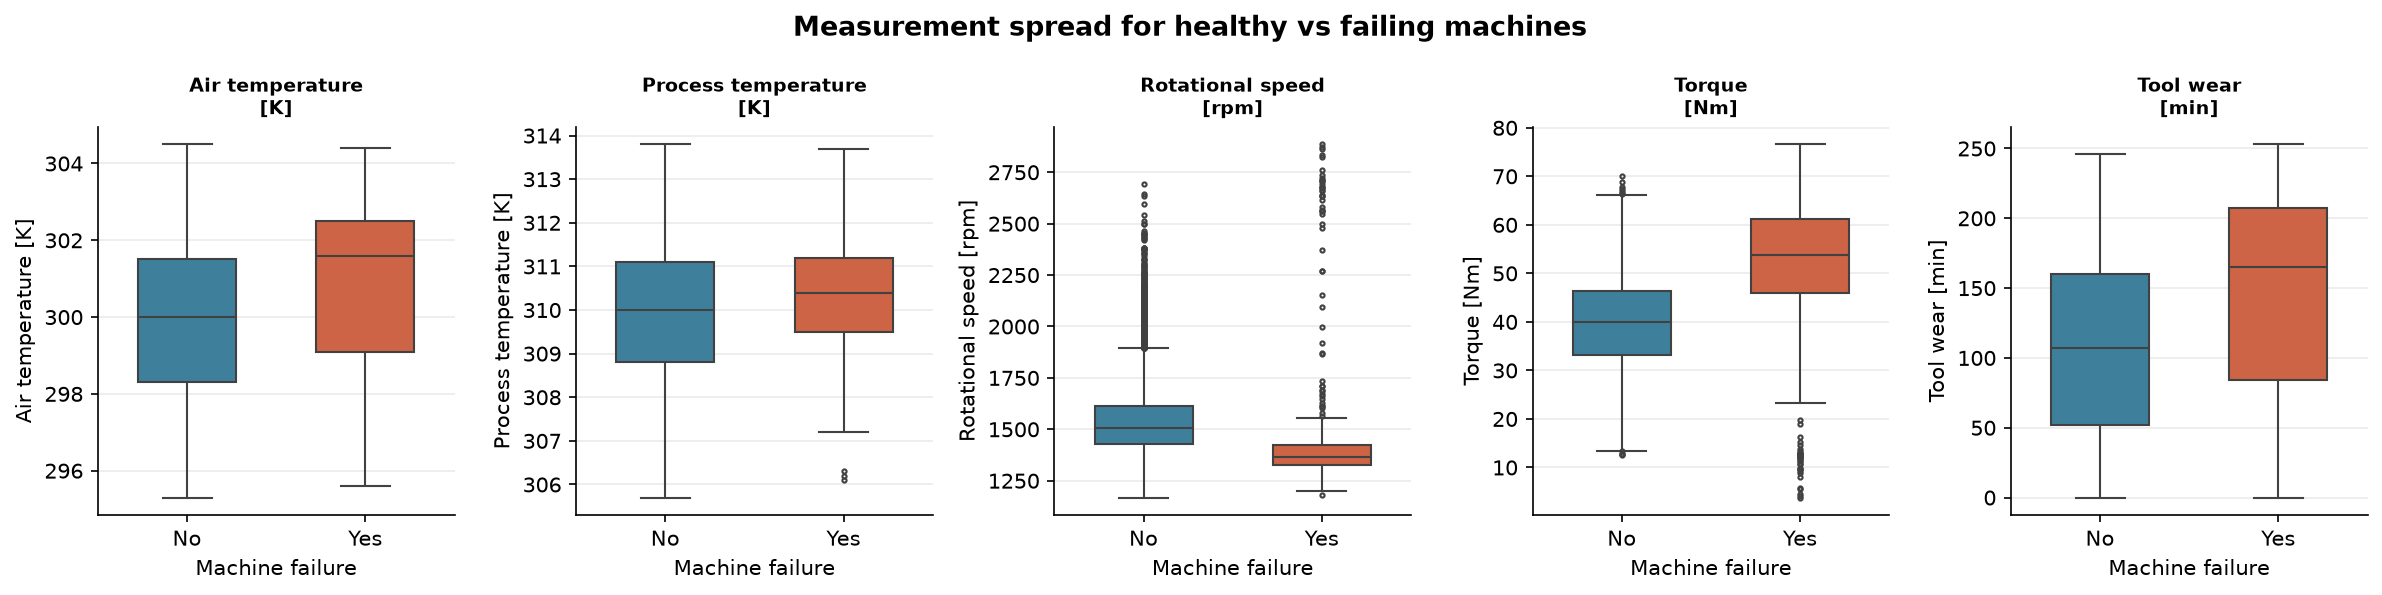 Measurement spread for healthy vs failing machines
Air temperature
[K]
Air temperature [K]
304
302
300
298
296
No
Yes
Machine failure
Process temperature
[K]
Process temperature [K]
314
313
312
311
310
309
308
307
306
No
Yes
Machine failure
Rotational speed
[rpm]
Rotational speed [rpm]
2750
2500
2250
2000
1750
1500
1250
No
Yes
Machine failure
Torque
[Nm]
Torque [Nm]
80
70
60
50
40
30
20
10
No
Yes
Machine failure
Tool wear
[min]
Tool wear [min]
250
200
150
100
50
0
No
Yes
Machine failure